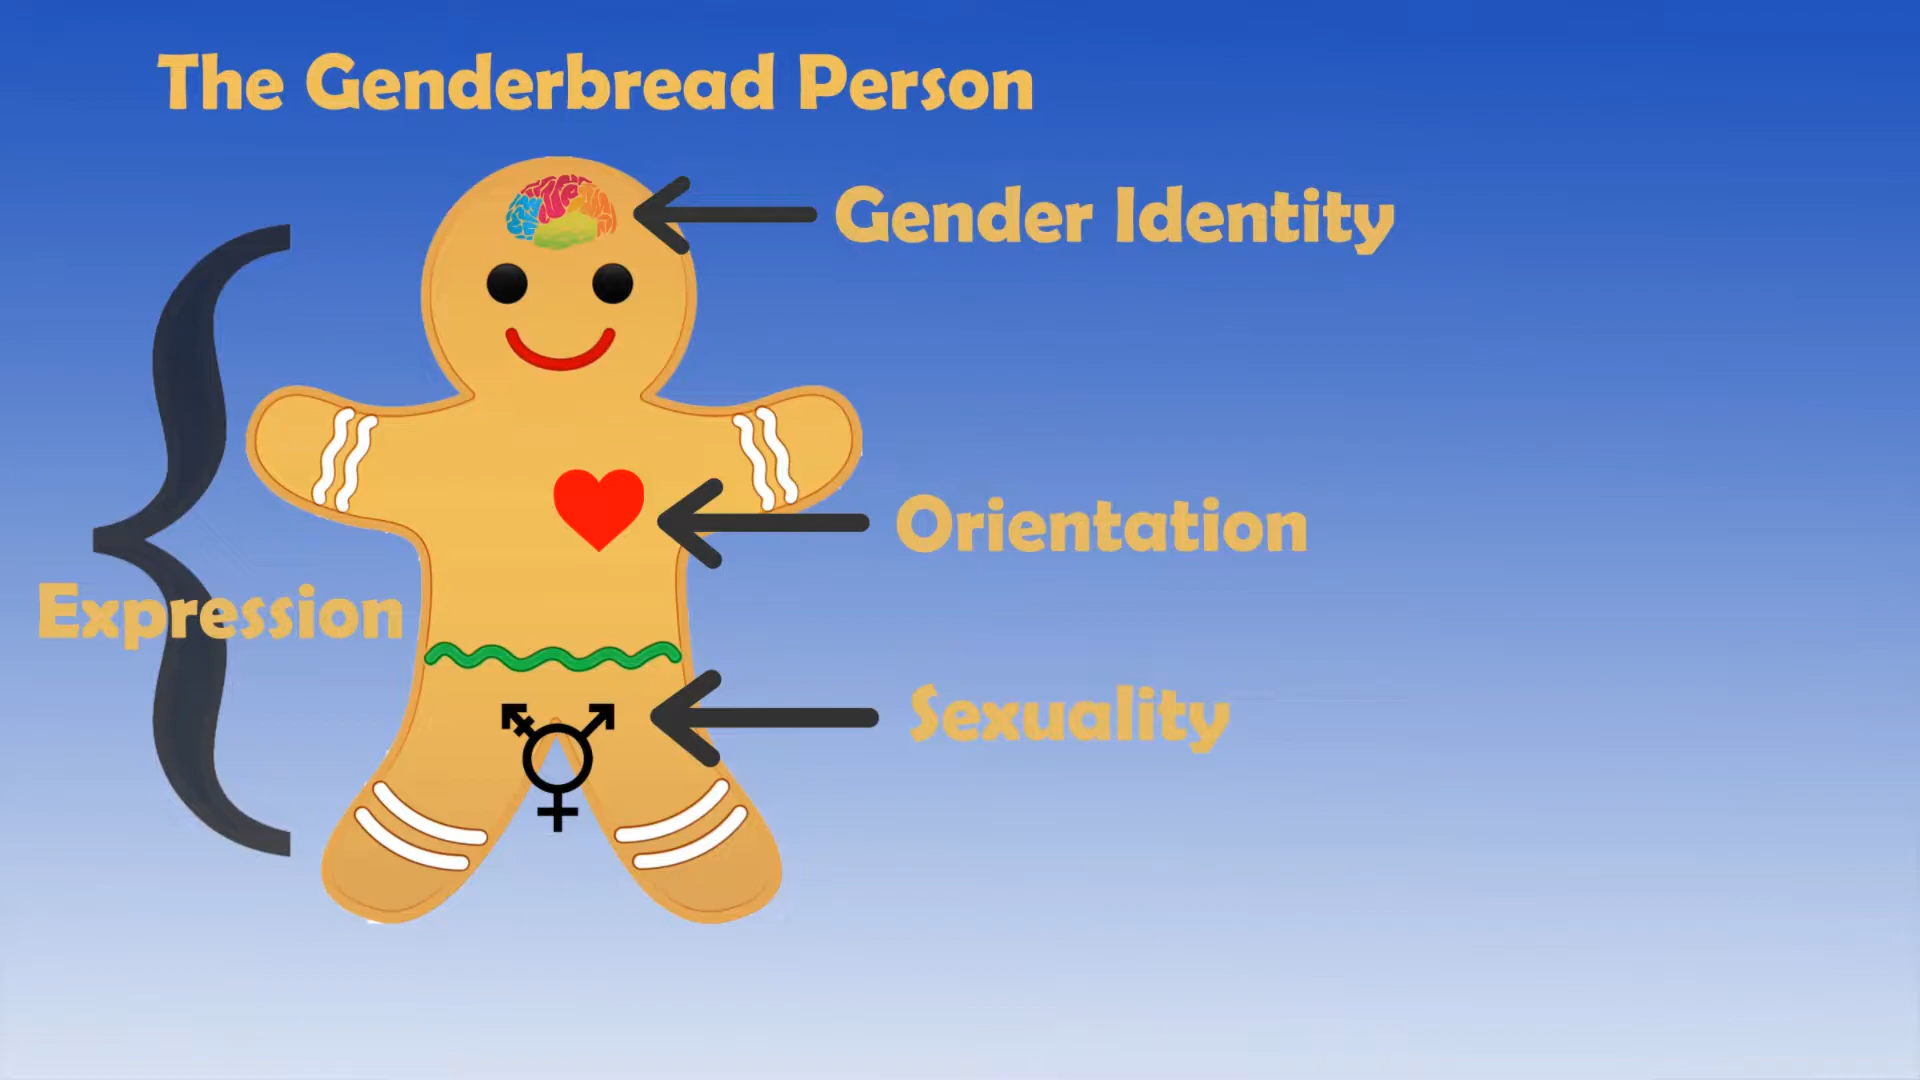 The Genderbread Person
Gender Identity
Orientation
Expression
Sexuality